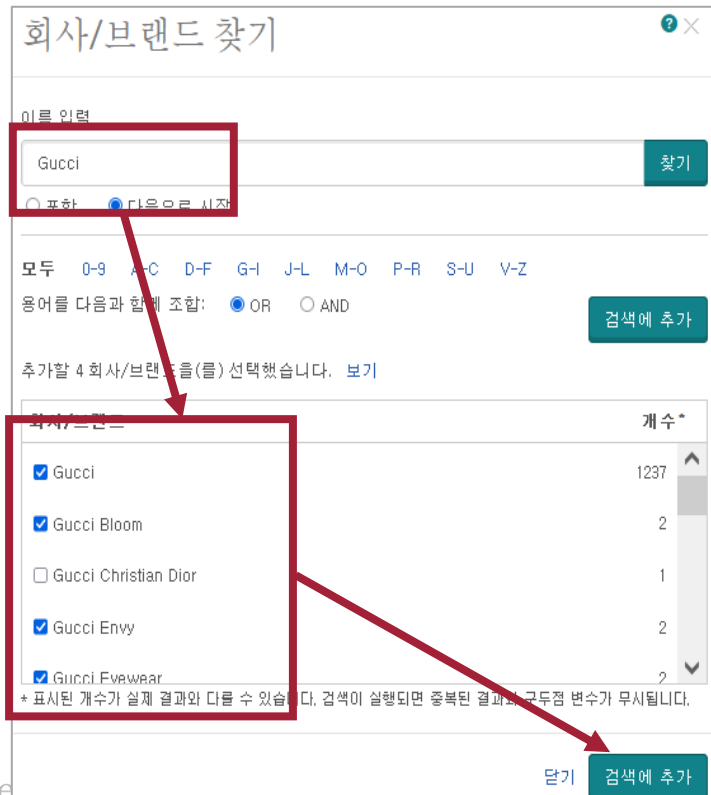 회사/브랜드 찾기
이름 입력
Gucci
찾기
포함 다음으로 시작
모두 0-9 A-C D-F G-I J-L M-O P-R S-U V-Z
용어를 다음과 함께 조합: OR AND
검색에 추가
추가할 4 회사/브랜드을(를) 선택했습니다. 보기
회사/브랜드 개수*
Gucci 1237
Gucci Bloom 2
Gucci Christian Dior 1
Gucci Envy 2
Gucci Eyewear 2
* 표시된 개수가 실제 결과와 다를 수 있습니다. 검색이 실행되면 중복된 결과와 구두점 변수가 무시됩니다.
닫기 검색에 추가